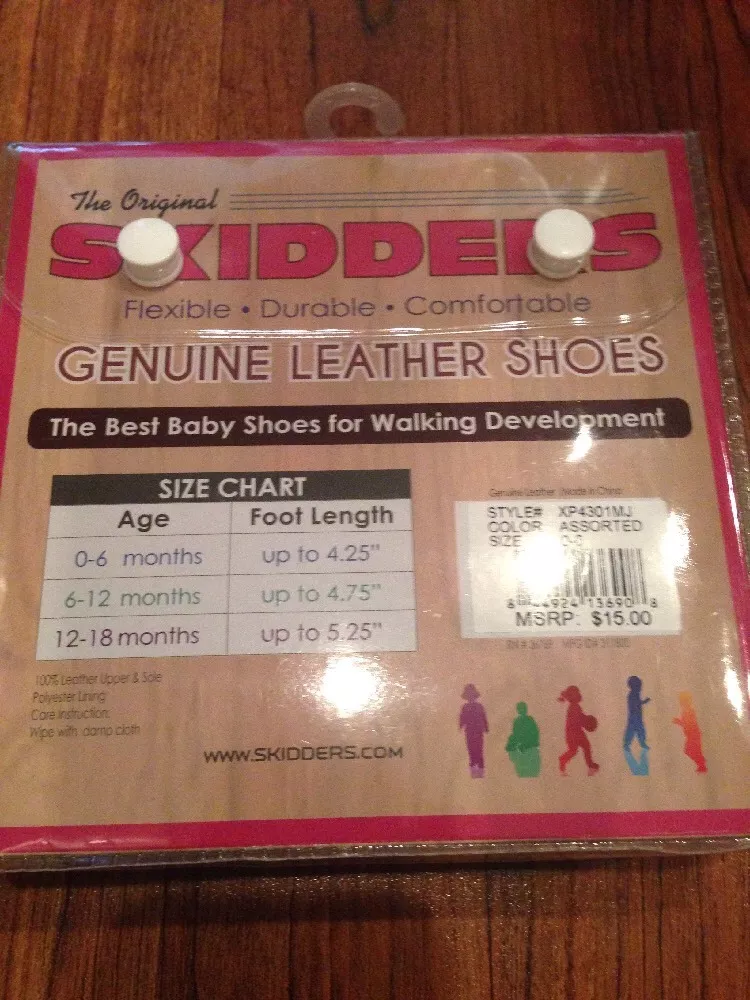 The Original
SKIDDERS
Flexible • Durable • Comfortable
GENUINE LEATHER SHOES
The Best Baby Shoes for Walking Development
SIZE CHART
Age Foot Length
0-6 months up to 4.25"
6-12 months up to 4.75"
12-18 months up to 5.25"
100% Leather Upper & Sole
Polyester Lining
Care Instruction:
Wipe with damp cloth
WWW.SKIDDERS.COM
Genuine Leather Made in China
STYLE# XP4301MJ
COLOR ASSORTED
SIZE
4924 13690 8
MSRP: $15.00